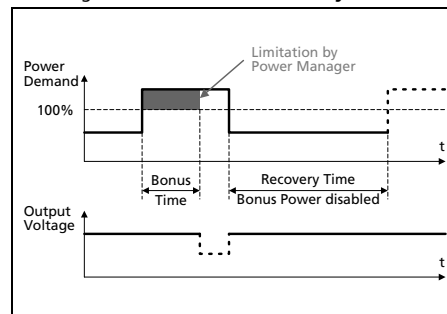 Limitation by
Power Manager
Power
Demand
100%
t
Bonus
Time
Recovery Time
Bonus Power disabled
Output
Voltage
t